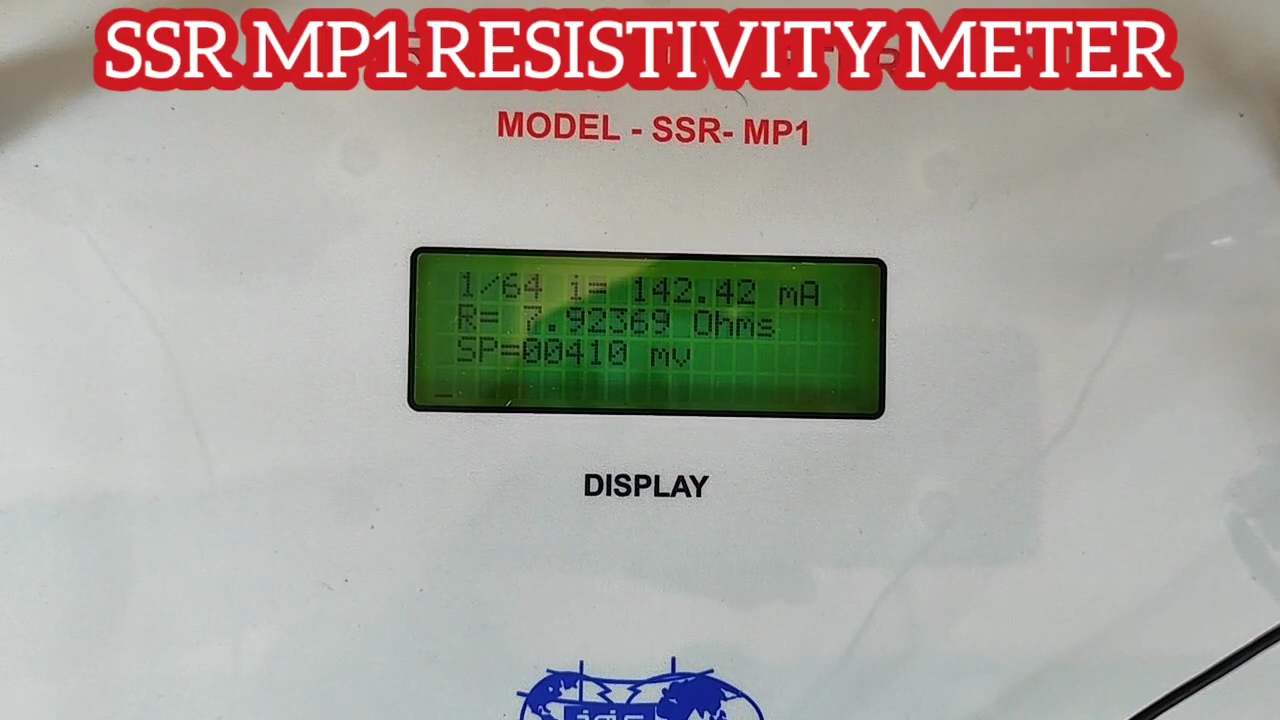 SSR MP1 RESISTIVITY METER
MODEL - SSR- MP1
1/64 i= 142.42 mA
R= 7.92369 Ohms
SP=00410 mv
DISPLAY